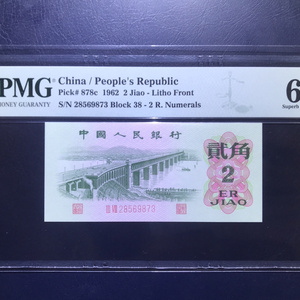 PMG
MONEY GUARANTY
China / People's Republic
Pick# 878c 1962 2 Jiao - Litho Front
S/N 28569873 Block 38 - 2 R. Numerals
6
Superb
中國人民銀行
貳角
2
ER
JIAO
28569873